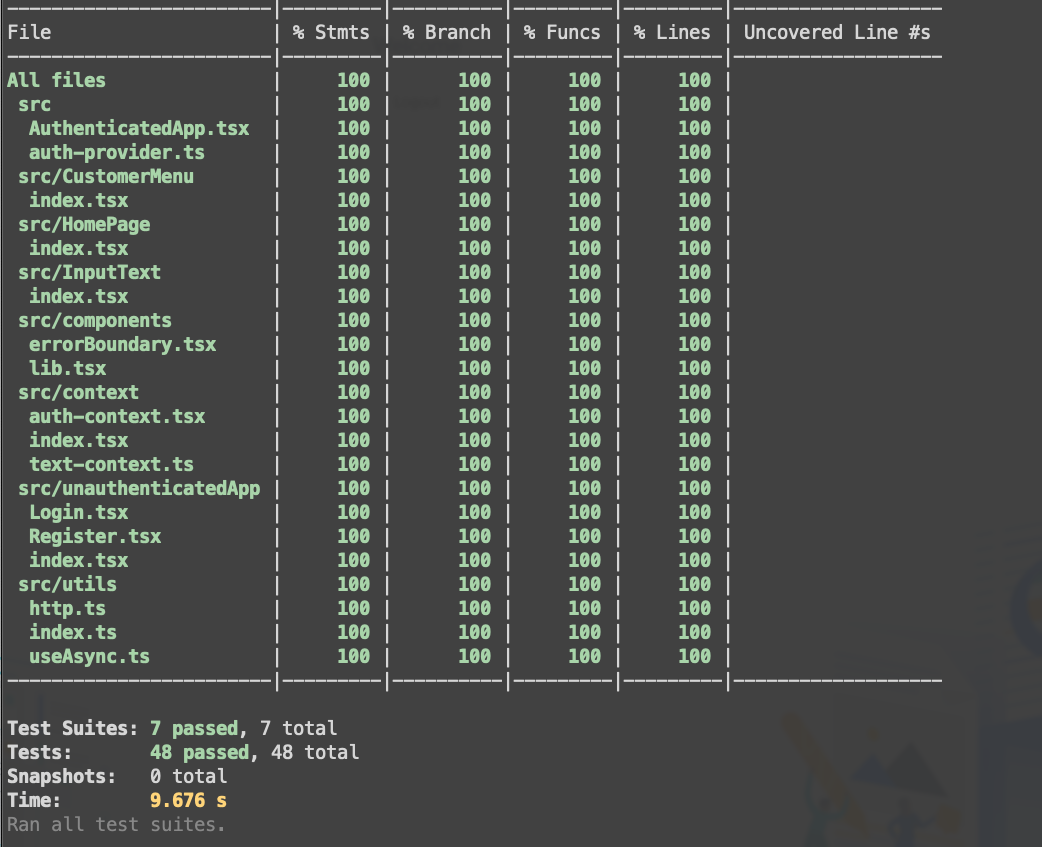 File | % Stmts | % Branch | % Funcs | % Lines | Uncovered Line #s
All files | 100 | 100 | 100 | 100 |
src | 100 | 100 | 100 | 100 |
AuthenticatedApp.tsx | 100 | 100 | 100 | 100 |
auth-provider.ts | 100 | 100 | 100 | 100 |
src/CustomerMenu | 100 | 100 | 100 | 100 |
index.tsx | 100 | 100 | 100 | 100 |
src/HomePage | 100 | 100 | 100 | 100 |
index.tsx | 100 | 100 | 100 | 100 |
src/InputText | 100 | 100 | 100 | 100 |
index.tsx | 100 | 100 | 100 | 100 |
src/components | 100 | 100 | 100 | 100 |
errorBoundary.tsx | 100 | 100 | 100 | 100 |
lib.tsx | 100 | 100 | 100 | 100 |
src/context | 100 | 100 | 100 | 100 |
auth-context.tsx | 100 | 100 | 100 | 100 |
index.tsx | 100 | 100 | 100 | 100 |
text-context.ts | 100 | 100 | 100 | 100 |
src/unauthenticatedApp | 100 | 100 | 100 | 100 |
Login.tsx | 100 | 100 | 100 | 100 |
Register.tsx | 100 | 100 | 100 | 100 |
index.tsx | 100 | 100 | 100 | 100 |
src/utils | 100 | 100 | 100 | 100 |
http.ts | 100 | 100 | 100 | 100 |
index.ts | 100 | 100 | 100 | 100 |
useAsync.ts | 100 | 100 | 100 | 100 |
Test Suites: 7 passed, 7 total
Tests: 48 passed, 48 total
Snapshots: 0 total
Time: 9.676 s
Ran all test suites.